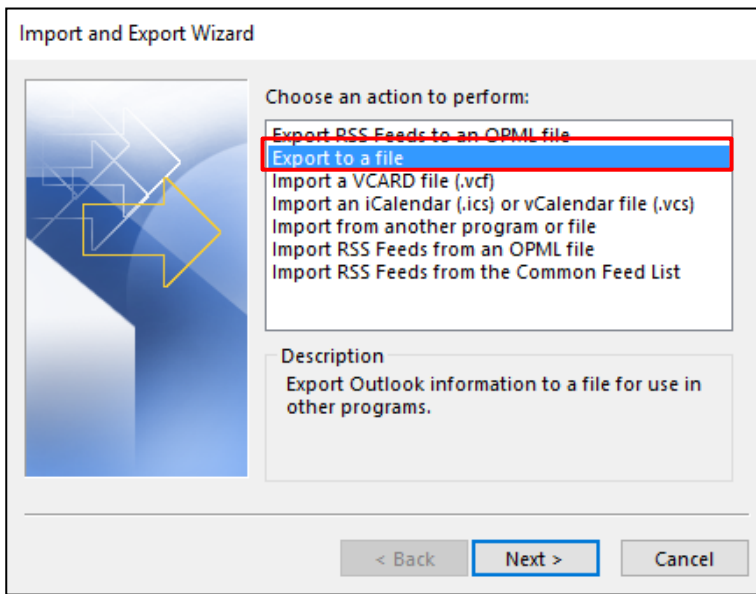 Import and Export Wizard
Choose an action to perform:
Export RSS Feeds to an OPML file
Export to a file
Import a VCARD file (.vcf)
Import an iCalendar (.ics) or vCalendar file (.vcs)
Import from another program or file
Import RSS Feeds from an OPML file
Import RSS Feeds from the Common Feed List
Description
Export Outlook information to a file for use in
other programs.
< Back Next > Cancel